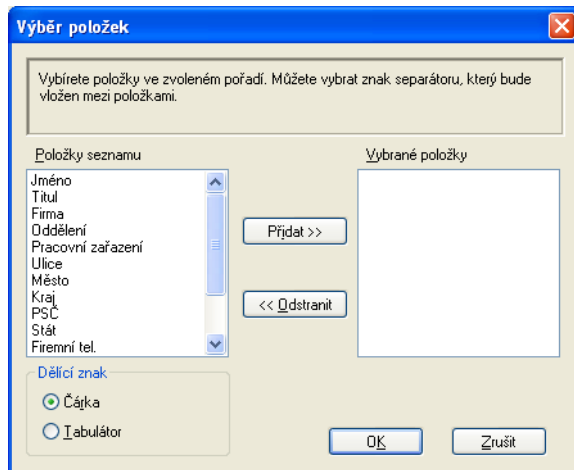 Výběr položek
Vybírete položky ve zvoleném pořadí. Můžete vybrat znak separátoru, který bude
vložen mezi položkami.
Položky seznamu
Vybrané položky
Jméno
Titul
Firma
Oddělení
Pracovní zařazení
Ulice
Město
Kraj
PSČ
Stát
Firemní tel.
Přidat >>
<< Odstranit
Dělící znak
Čárka
Tabulátor
OK
Zrušit